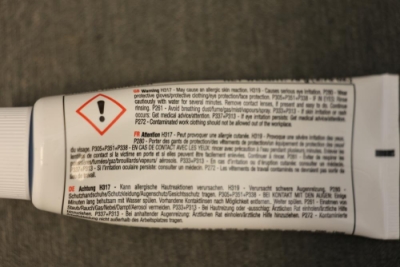 Warning H317 - May cause an allergic skin reaction. H319 - Causes serious eye irritation. P280 - Wear
protective gloves/protective clothing/eye protection/face protection. P305+P351+P338 - IF IN EYES: Rinse
cautiously with water for several minutes. Remove contact lenses, if present and easy to do. Continue
rinsing. P261 - Avoid breathing dust/fume/gas/mist/vapours/spray. P333+P313 - If skin irritation or rash
occurs: Get medical advice/attention. P337+P313 - If eye irritation persists: Get medical advice/attention.
P272 - Contaminated work clothing should not be allowed out of the workplace.
FR Attention H317 - Peut provoquer une allergie cutanée. H319 - Provoque une sévère irritation des yeux.
P280 - Porter des gants de protection/des vêtements de protection/un équipement de protection des yeux/
du visage. P305+P351+P338 - EN CAS DE CONTACT AVEC LES YEUX: rincer avec précaution à l'eau pendant plusieurs minutes.
lentilles de contact si la victime en porte et si elles peuvent être facilement enlevées. Continuer à rincer. P261 - Éviter de respirer les
poussières/fumées/gaz/brouillards/vapeurs/ aérosols. P333+P313 - En cas d'irritation ou d'éruption cutanée: consulter un médecin.
P337+P313 - Si l'irritation oculaire persiste: consulter un médecin. P272 - Les vêtements de travail contaminés ne devraient pas sortir du
lieu de travail.
DE Achtung H317 - Kann allergische Hautreaktionen verursachen. H319 - Verursacht schwere Augenreizung. P280 -
Schutzhandschuhe/Schutzkleidung/Augenschutz/Gesichtsschutz tragen. P305+P351+P338 - BEI KONTAKT MIT DEN AUGEN: Einige
Minuten lang behutsam mit Wasser spülen. Vorhandene Kontaktlinsen nach Möglichkeit entfernen. Weiter spülen. P261 - Einatmen von
Staub/Rauch/Gas/Nebel/Dampf/Aerosol vermeiden. P333+P313 - Bei Hautreizung oder -ausschlag: Ärztlichen Rat einholen/ärztliche Hilfe
hinzuziehen. P337+P313 - Bei anhaltender Augenreizung: Ärztlichen Rat einholen/ärztliche Hilfe hinzuziehen. P272 - Kontaminierte
nicht außerhalb des Arbeitsplatzes tragen.